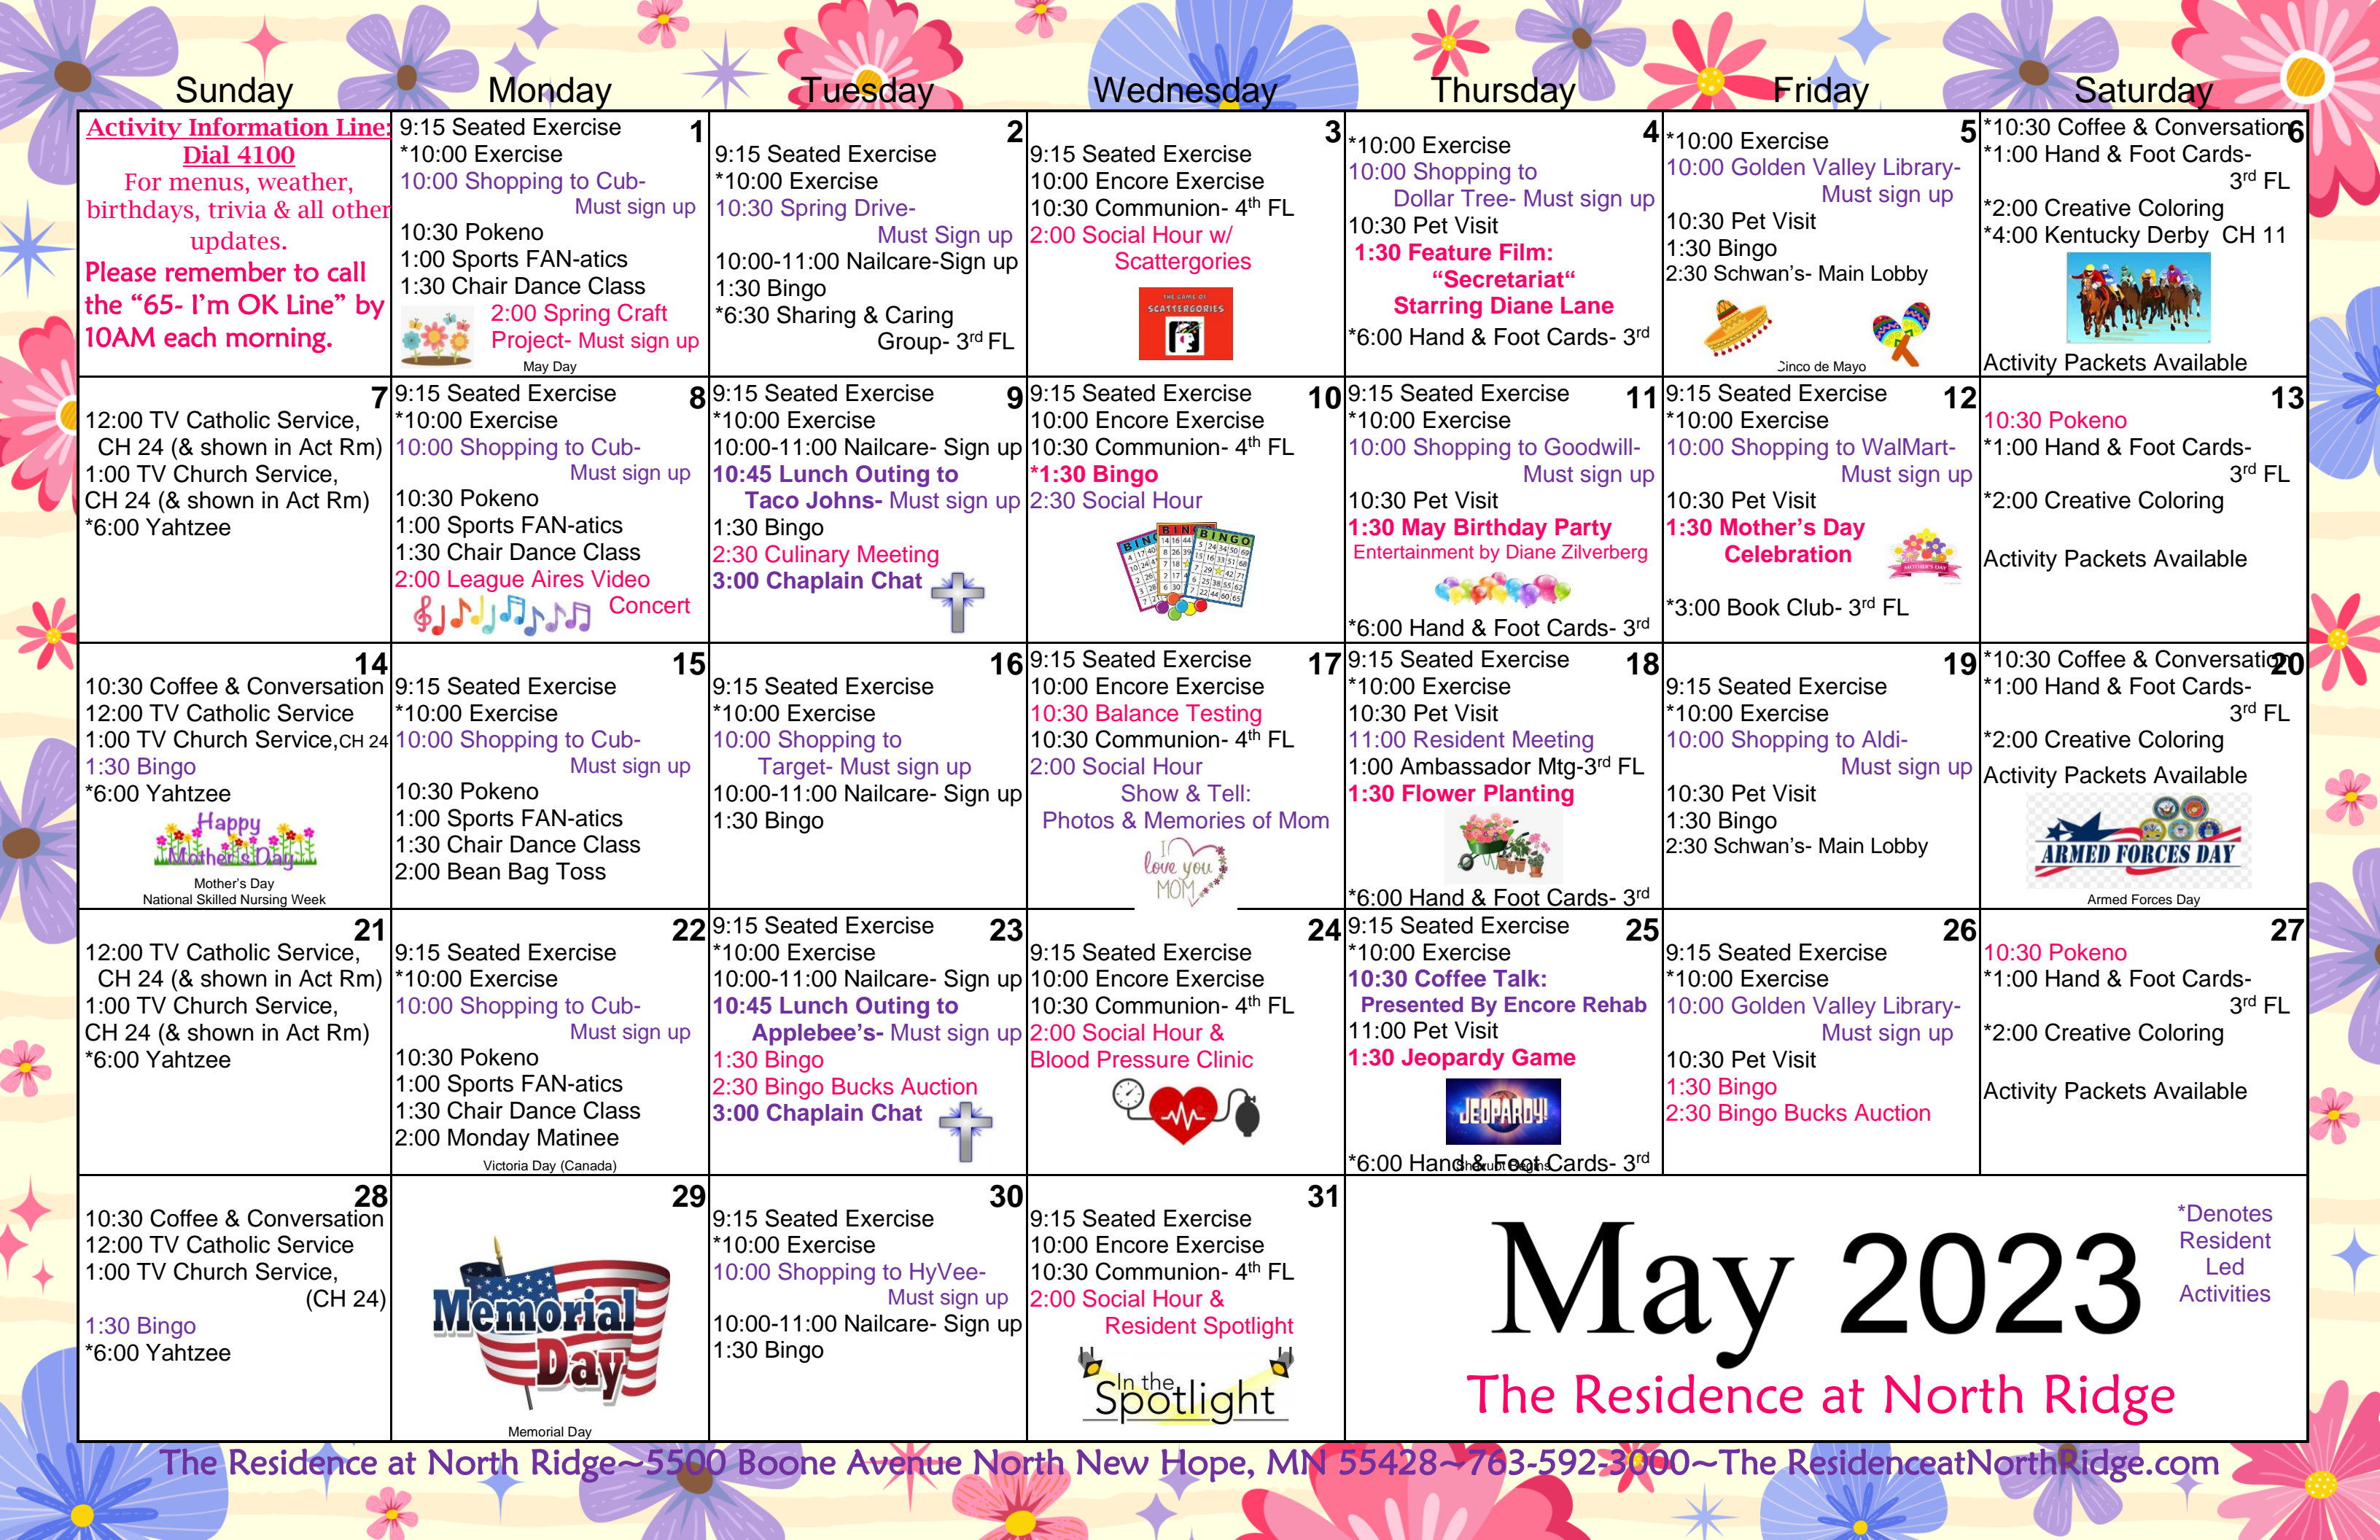 Sunday Monday Tuesday Wednesday Thursday Friday Saturday
Activity Information Line:
Dial 4100
For menus, weather,
birthdays, trivia & all other
updates.
Please remember to call
the “65- I’m OK Line” by
10AM each morning.
1
9:15 Seated Exercise
*10:00 Exercise
10:00 Shopping to Cub-
Must sign up
10:30 Pokeno
1:00 Sports FAN-atics
1:30 Chair Dance Class
2:00 Spring Craft
Project- Must sign up
May Day
2
9:15 Seated Exercise
*10:00 Exercise
10:30 Spring Drive-
Must Sign up
10:00-11:00 Nailcare-Sign up
1:30 Bingo
*6:30 Sharing & Caring
Group- 3rd FL
3
9:15 Seated Exercise
10:00 Encore Exercise
10:30 Communion- 4th FL
2:00 Social Hour w/
Scattergories
THE GAME OF
SCATTERGORIES
4
*10:00 Exercise
10:00 Shopping to
Dollar Tree- Must sign up
10:30 Pet Visit
1:30 Feature Film:
“Secretariat“
Starring Diane Lane
*6:00 Hand & Foot Cards- 3rd
5
*10:00 Exercise
10:00 Golden Valley Library-
Must sign up
10:30 Pet Visit
1:30 Bingo
2:30 Schwan’s- Main Lobby
Cinco de Mayo
6
*10:30 Coffee & Conversation
*1:00 Hand & Foot Cards-
3rd FL
*2:00 Creative Coloring
*4:00 Kentucky Derby CH 11
Activity Packets Available
7
12:00 TV Catholic Service,
CH 24 (& shown in Act Rm)
1:00 TV Church Service,
CH 24 (& shown in Act Rm)
*6:00 Yahtzee
8
9:15 Seated Exercise
*10:00 Exercise
10:00 Shopping to Cub-
Must sign up
10:30 Pokeno
1:00 Sports FAN-atics
1:30 Chair Dance Class
2:00 League Aires Video
Concert
9
9:15 Seated Exercise
*10:00 Exercise
10:00-11:00 Nailcare- Sign up
10:45 Lunch Outing to
Taco Johns- Must sign up
1:30 Bingo
2:30 Culinary Meeting
3:00 Chaplain Chat
10
9:15 Seated Exercise
10:00 Encore Exercise
10:30 Communion- 4th FL
*1:30 Bingo
2:30 Social Hour
BINGO
11
9:15 Seated Exercise
*10:00 Exercise
10:00 Shopping to Goodwill-
Must sign up
10:30 Pet Visit
1:30 May Birthday Party
Entertainment by Diane Zilverberg
*6:00 Hand & Foot Cards- 3rd
12
9:15 Seated Exercise
*10:00 Exercise
10:00 Shopping to WalMart-
Must sign up
10:30 Pet Visit
1:30 Mother’s Day
Celebration
MOTHER'S DAY
*3:00 Book Club- 3rd FL
13
10:30 Pokeno
*1:00 Hand & Foot Cards-
3rd FL
*2:00 Creative Coloring
Activity Packets Available
14
10:30 Coffee & Conversation
12:00 TV Catholic Service
1:00 TV Church Service,CH 24
1:30 Bingo
*6:00 Yahtzee
Happy
Mother's Day
Mother’s Day
National Skilled Nursing Week
15
9:15 Seated Exercise
*10:00 Exercise
10:00 Shopping to Cub-
Must sign up
10:30 Pokeno
1:00 Sports FAN-atics
1:30 Chair Dance Class
2:00 Bean Bag Toss
16
9:15 Seated Exercise
*10:00 Exercise
10:00 Shopping to
Target- Must sign up
10:00-11:00 Nailcare- Sign up
1:30 Bingo
17
9:15 Seated Exercise
10:00 Encore Exercise
10:30 Balance Testing
10:30 Communion- 4th FL
2:00 Social Hour
Show & Tell:
Photos & Memories of Mom
I
love you
MOM
18
9:15 Seated Exercise
*10:00 Exercise
10:30 Pet Visit
11:00 Resident Meeting
1:00 Ambassador Mtg-3rd FL
1:30 Flower Planting
*6:00 Hand & Foot Cards- 3rd
19
9:15 Seated Exercise
*10:00 Exercise
10:00 Shopping to Aldi-
Must sign up
10:30 Pet Visit
1:30 Bingo
2:30 Schwan’s- Main Lobby
20
*10:30 Coffee & Conversation
*1:00 Hand & Foot Cards-
3rd FL
*2:00 Creative Coloring
Activity Packets Available
ARMED FORCES DAY
Armed Forces Day
21
12:00 TV Catholic Service,
CH 24 (& shown in Act Rm)
1:00 TV Church Service,
CH 24 (& shown in Act Rm)
*6:00 Yahtzee
22
9:15 Seated Exercise
*10:00 Exercise
10:00 Shopping to Cub-
Must sign up
10:30 Pokeno
1:00 Sports FAN-atics
1:30 Chair Dance Class
2:00 Monday Matinee
Victoria Day (Canada)
23
9:15 Seated Exercise
*10:00 Exercise
10:00-11:00 Nailcare- Sign up
10:45 Lunch Outing to
Applebee’s- Must sign up
1:30 Bingo
2:30 Bingo Bucks Auction
3:00 Chaplain Chat
24
9:15 Seated Exercise
10:00 Encore Exercise
10:30 Communion- 4th FL
2:00 Social Hour &
Blood Pressure Clinic
25
9:15 Seated Exercise
*10:00 Exercise
10:30 Coffee Talk:
Presented By Encore Rehab
11:00 Pet Visit
1:30 Jeopardy Game
JEOPARDY!
*6:00 Hand & Foot Cards- 3rd
26
9:15 Seated Exercise
*10:00 Exercise
10:00 Golden Valley Library-
Must sign up
10:30 Pet Visit
1:30 Bingo
2:30 Bingo Bucks Auction
27
10:30 Pokeno
*1:00 Hand & Foot Cards-
3rd FL
*2:00 Creative Coloring
Activity Packets Available
28
10:30 Coffee & Conversation
12:00 TV Catholic Service
1:00 TV Church Service,
(CH 24)
1:30 Bingo
*6:00 Yahtzee
29
Memorial
Day
Memorial Day
30
9:15 Seated Exercise
*10:00 Exercise
10:00 Shopping to HyVee-
Must sign up
10:00-11:00 Nailcare- Sign up
1:30 Bingo
31
9:15 Seated Exercise
10:00 Encore Exercise
10:30 Communion- 4th FL
2:00 Social Hour &
Resident Spotlight
In the
Spotlight
May 2023
*Denotes
Resident
Led
Activities
The Residence at North Ridge
The Residence at North Ridge~5500 Boone Avenue North New Hope, MN 55428~763-592-3000~The ResidenceatNorthRidge.com